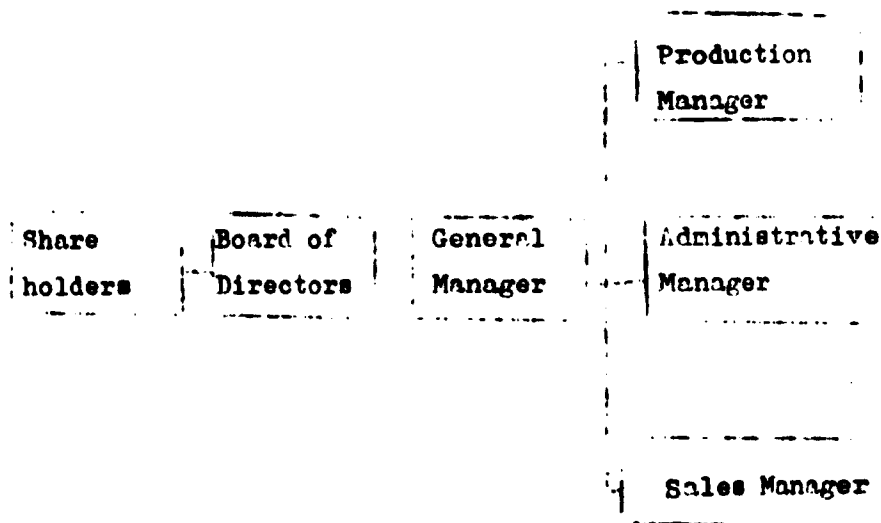 Production
Manager
Share
holders
Board of
Directors
General
Manager
Administrative
Manager
Sales Manager